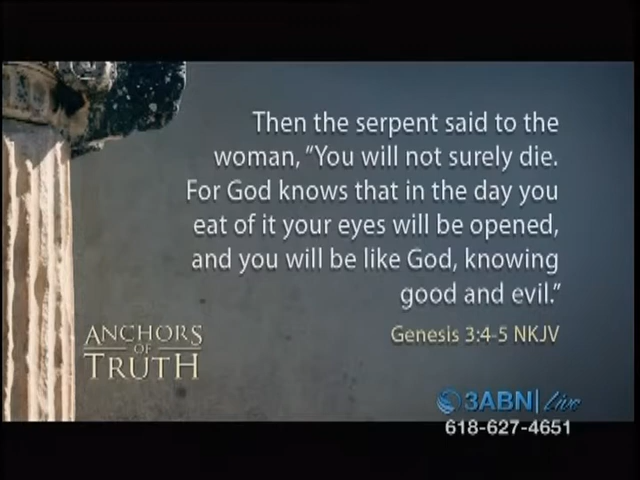 Then the serpent said to the
woman, "You will not surely die.
For God knows that in the day you
eat of it your eyes will be opened,
and you will be like God, knowing
good and evil."
Genesis 3:4-5 NKJV
ANCHORS
OF
TRUTH
3ABN Live
618-627-4651